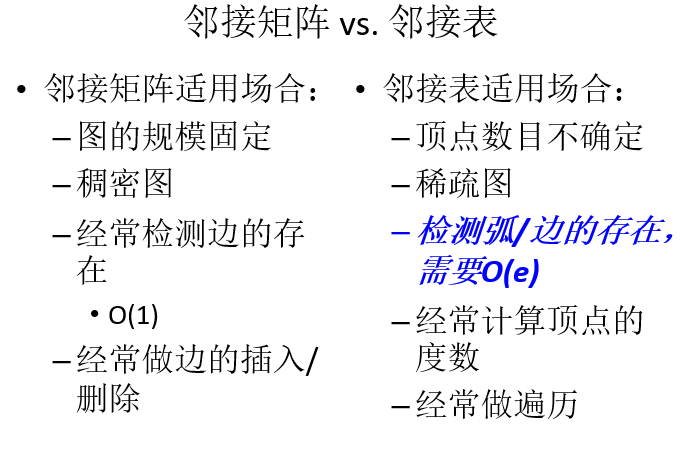 邻接矩阵 vs. 邻接表
• 邻接矩阵适用场合：
–图的规模固定
–稠密图
–经常检测边的存
在
• O(1)
–经常做边的插入/
删除
• 邻接表适用场合：
–顶点数目不确定
–稀疏图
–检测弧/边的存在，
需要O(e)
–经常计算顶点的
度数
–经常做遍历